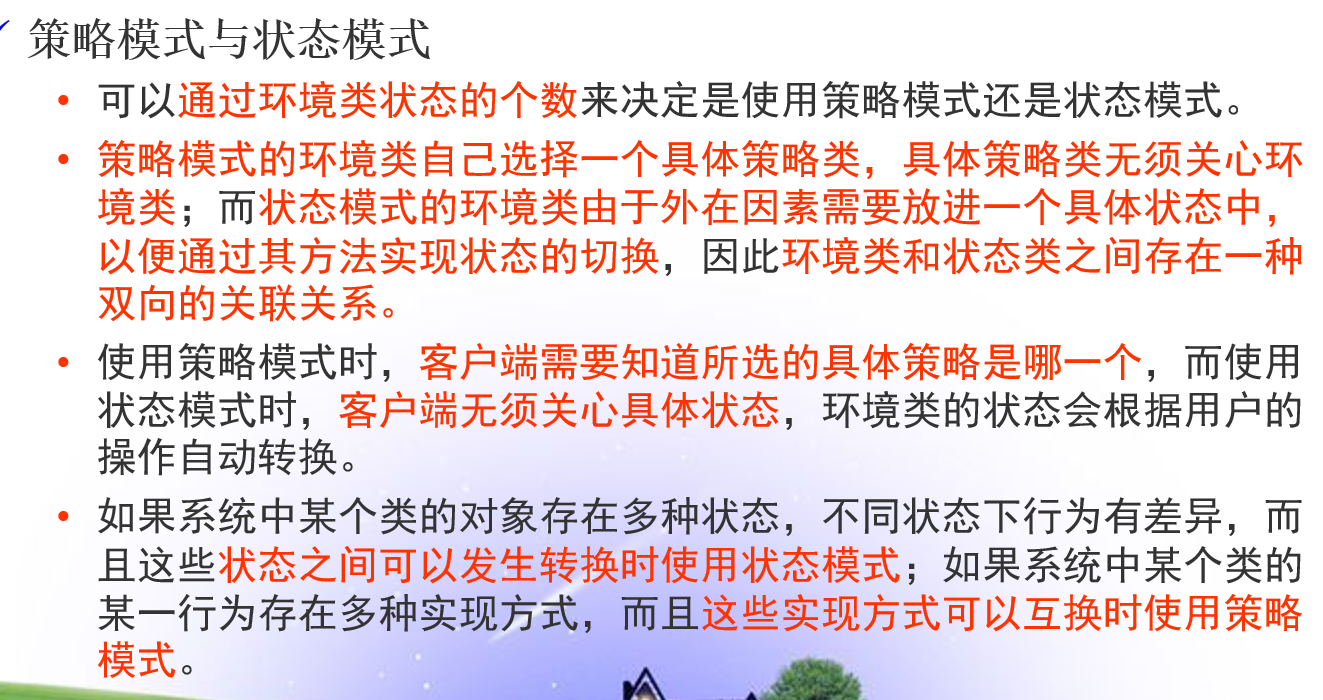 策略模式与状态模式
• 可以通过环境类状态的个数来决定是使用策略模式还是状态模式。
• 策略模式的环境类自己选择一个具体策略类，具体策略类无须关心环
境类；而状态模式的环境类由于外在因素需要放进一个具体状态中，
以便通过其方法实现状态的切换，因此环境类和状态类之间存在一种
双向的关联关系。
• 使用策略模式时，客户端需要知道所选的具体策略是哪一个，而使用
状态模式时，客户端无须关心具体状态，环境类的状态会根据用户的
操作自动转换。
• 如果系统中某个类的对象存在多种状态，不同状态下行为有差异，而
且这些状态之间可以发生转换时使用状态模式；如果系统中某个类的
某一行为存在多种实现方式，而且这些实现方式可以互换时使用策略
模式。